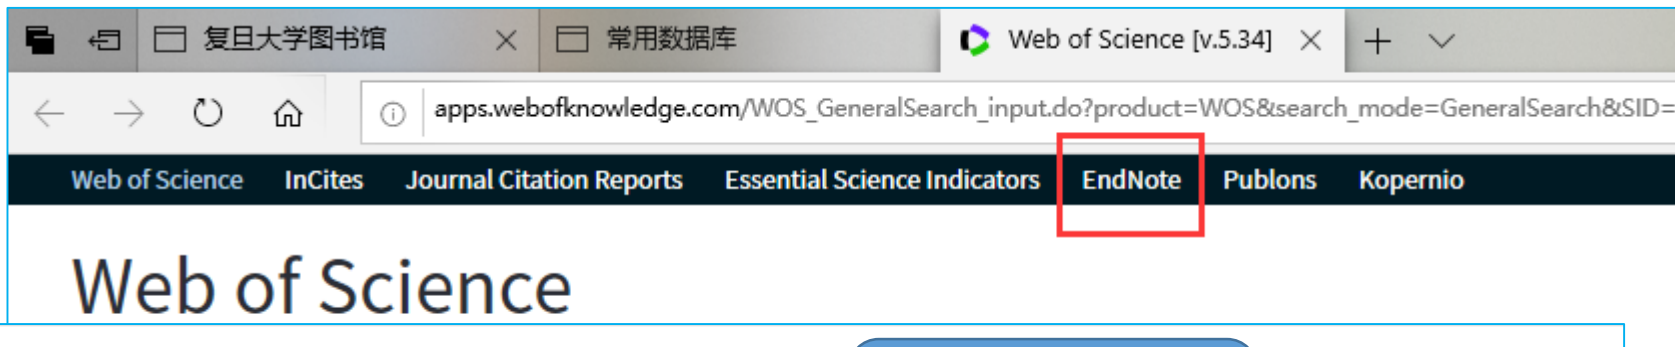 复旦大学图书馆 常用数据库 Web of Science [v.5.34]
apps.webofknowledge.com/WOS_GeneralSearch_input.do?product=WOS&search_mode=GeneralSearch&SID=
Web of Science InCites Journal Citation Reports Essential Science Indicators EndNote Publons Kopernio
Web of Science